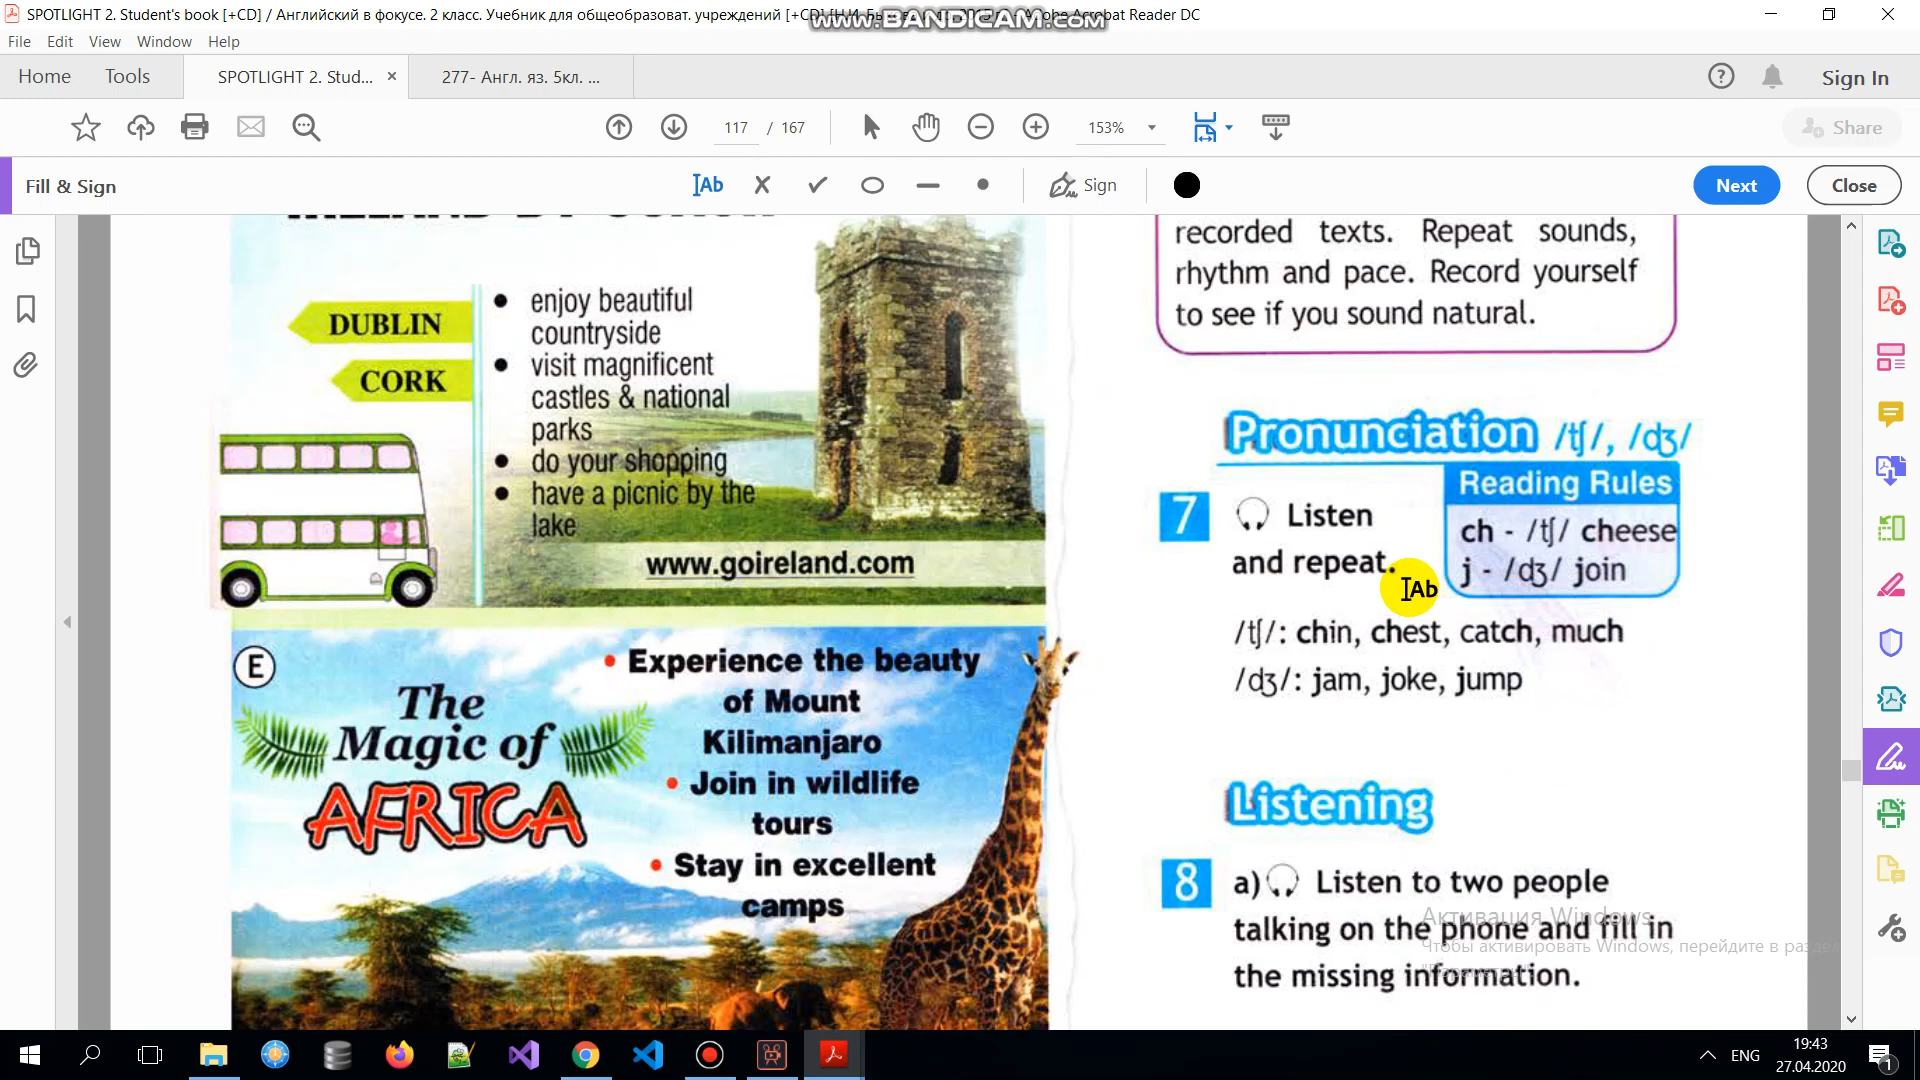 SPOTLIGHT 2. Student's book [+CD] / Английский в фокусе. 2 класс. Учебник для общеобразоват. учреждений [+CD]
Adobe Acrobat Reader DC
www.BANDICAM.com
File Edit View Window Help
Home Tools SPOTLIGHT 2. Stud... × 277- Англ. яз. 5кл. ... Sign In
117 / 167 153% Share
Fill & Sign Ab Sign Next Close
DUBLIN
CORK
• enjoy beautiful
countryside
• visit magnificent
castles & national
parks
• do your shopping
• have a picnic by the
lake
www.goireland.com
E
The
Magic of
AFRICA
• Experience the beauty
of Mount
Kilimanjaro
• Join in wildlife
tours
• Stay in excellent
camps
recorded texts. Repeat sounds,
rhythm and pace. Record yourself
to see if you sound natural.
Pronunciation /tʃ/, /dʒ/
Reading Rules
ch - /tʃ/ cheese
j - /dʒ/ join
7 Listen
and repeat.
Ab
/tʃ/: chin, chest, catch, much
/dʒ/: jam, joke, jump
Listening
8 a) Listen to two people
talking on the phone and fill in
the missing information.
Активация Windows
Чтобы активировать Windows, перейдите в раздел
"Параметры".
ENG
19:43
27.04.2020
1